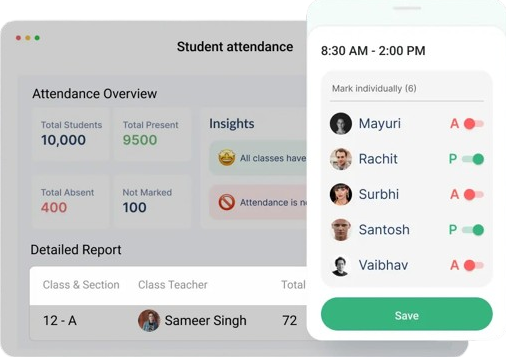 Student attendance
Attendance Overview
Total Students
10,000
Total Present
9500
Total Absent
400
Not Marked
100
Insights
All classes have
Attendance is
Detailed Report
Class & Section
Class Teacher
Total
12 - A
Sameer Singh
72
8:30 AM - 2:00 PM
Mark individually (6)
Mayuri
A
Rachit
P
Surbhi
A
Santosh
P
Vaibhav
A
Save